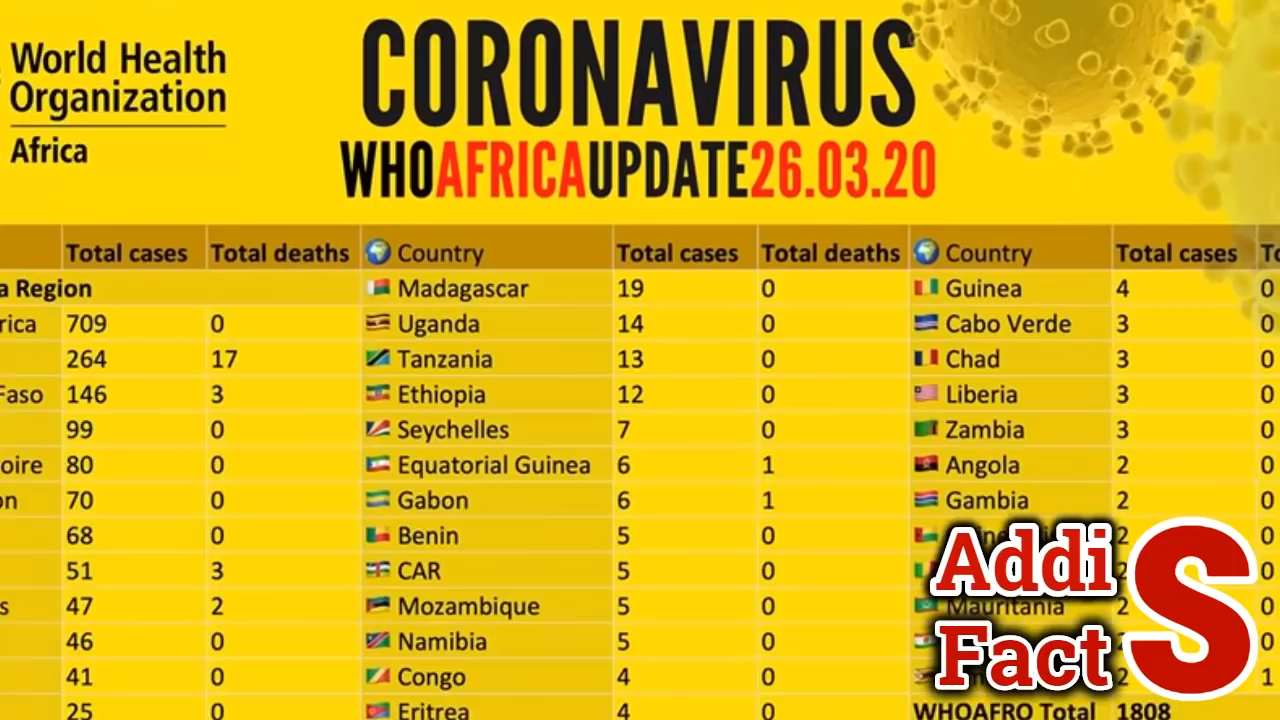 World Health
Organization
Africa
CORONAVIRUS
WHOAFRICAUPDATE26.03.20
Total cases Total deaths Country Total cases Total deaths Country Total cases
a Region Madagascar 19 0 Guinea 4 0
rica 709 0 Uganda 14 0 Cabo Verde 3 0
264 17 Tanzania 13 0 Chad 3 0
Faso 146 3 Ethiopia 12 0 Liberia 3 0
99 0 Seychelles 7 0 Zambia 3 0
oire 80 0 Equatorial Guinea 6 1 Angola 2 0
on 70 0 Gabon 6 1 Gambia 2 0
68 0 Benin 5 0 2 0
51 3 CAR 5 0 2 0
s 47 2 Mozambique 5 0 Mauritania 2 0
46 0 Namibia 5 0 0
41 0 Congo 4 0 2 1
25 0 Eritrea 4 0 WHOAFRO Total 1808
Addi S
Fact